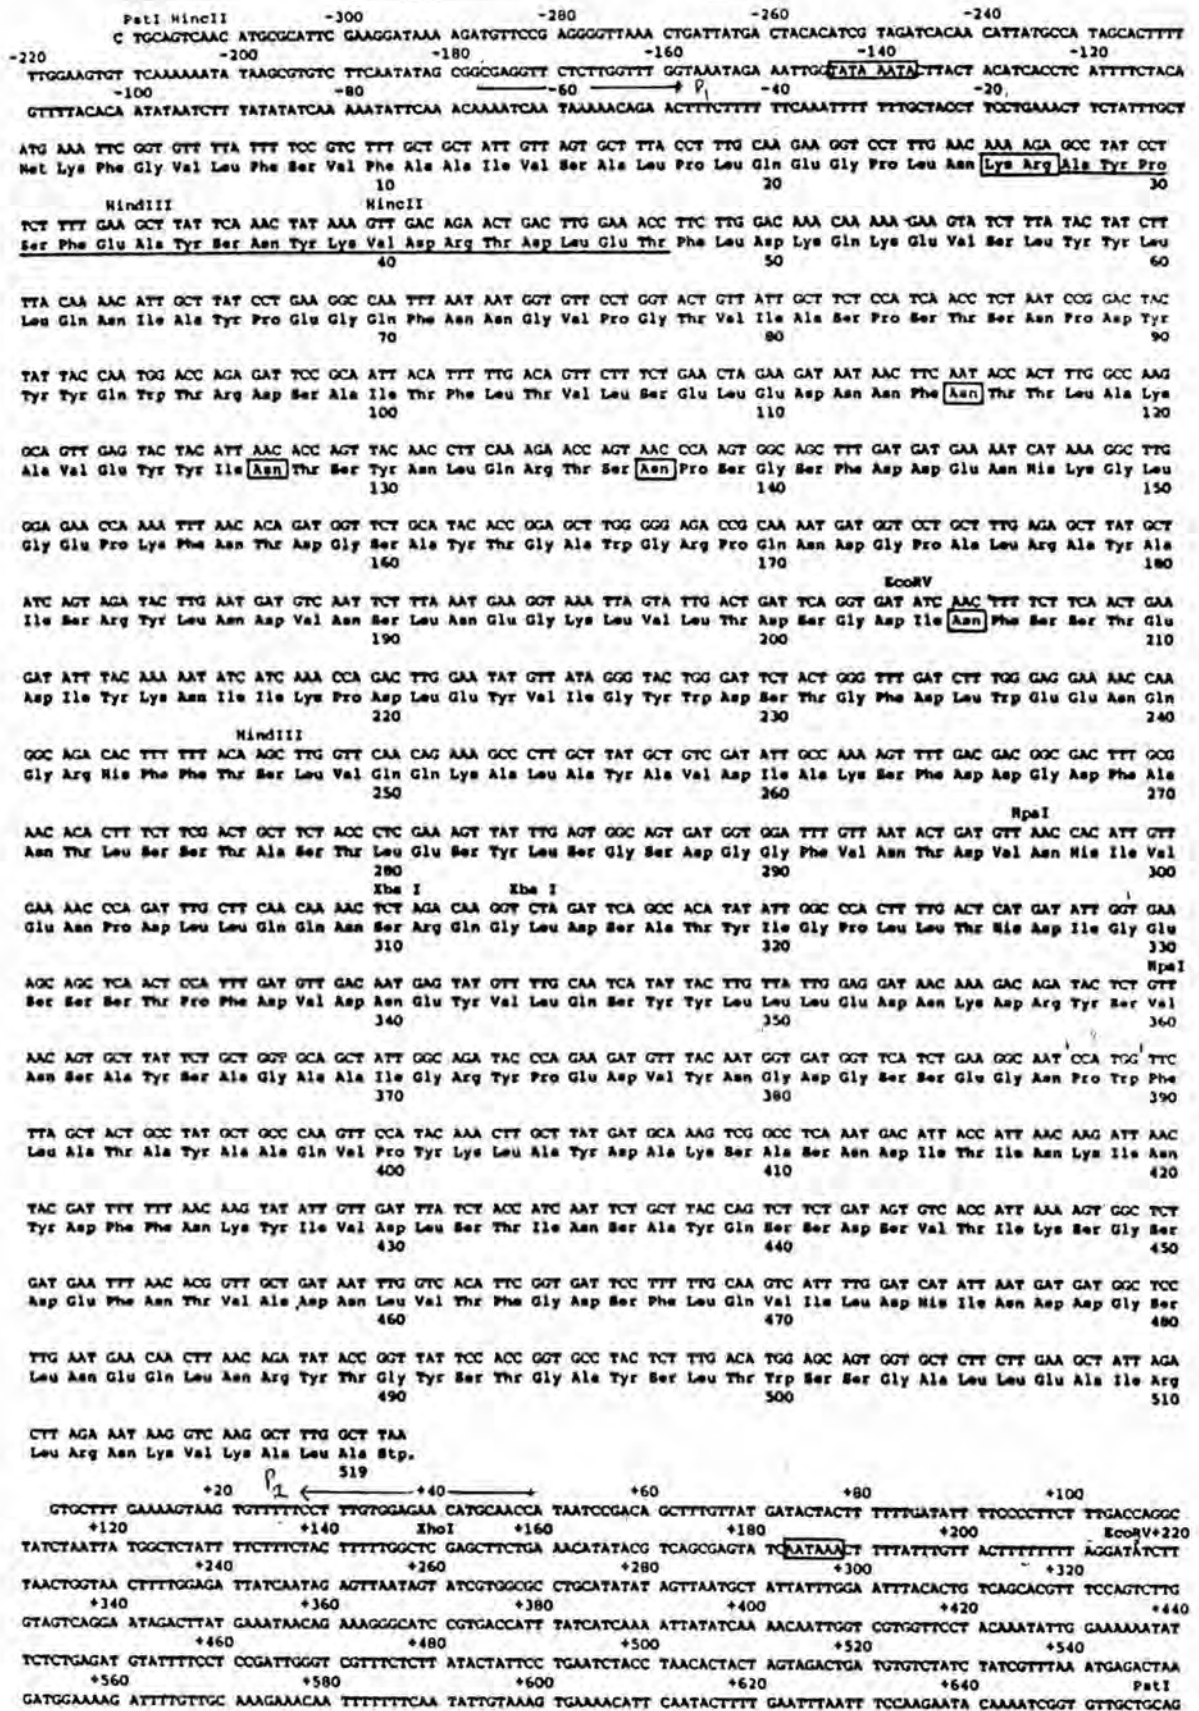 PstI HincII -300 -280 -260 -240
C TGCAGTCAAC ATGCGCATTC GAAGGATAAA AGATGTTCCG AGGGGTTAAA CTGATTATGA CTACACATCG TAGATCACAA CATTATGCCA TAGCACTTTT
-220 -200 -180 -160 -140 -120
TTGGAAGTGT TCAAAAAATA TAAGCGTGTC TTCAATATAG CGGCGAGGTT CTCTTGGTTT GGTAAATAGA AATTGGTATA AATACTTACT ACATCACCTC ATTTTCTACA
-100 -80 -60 P1 -40 -20
GTTTTACACA ATATAATCTT TATATATCAA AAATATTCAA ACAAAATCAA TAAAAACAGA ACTTTCTTTT TTCAAATTTT TTTGCTACCT TCCTGAAACT TCTATTTGCT
ATG AAA TTC GGT GTT TTA TTT TCC GTC TTT GCT GCT ATT GTT AGT GCT TTA CCT TTG CAA GAA GGT CCT TTG AAC AAA AGA GCC TAT CCT
Met Lys Phe Gly Val Leu Phe Ser Val Phe Ala Ala Ile Val Ser Ala Leu Pro Leu Gln Glu Gly Pro Leu Asn Lys Arg Ala Tyr Pro
10 20 30
HindIII HincII
TCT TTT GAA GCT TAT TCA AAC TAT AAA GTT GAC AGA ACT GAC TTG GAA ACC TTC TTG GAC AAA CAA AAA GAA GTA TCT TTA TAC TAT CTT
Ser Phe Glu Ala Tyr Ser Asn Tyr Lys Val Asp Arg Thr Asp Leu Glu Thr Phe Leu Asp Lys Gln Lys Glu Val Ser Leu Tyr Tyr Leu
40 50 60
TTA CAA AAC ATT GCT TAT CCT GAA GGC CAA TTT AAT AAT GGT GTT CCT GGT ACT GTT ATT GCT TCT CCA TCA ACC TCT AAT CCG GAC TAC
Leu Gln Asn Ile Ala Tyr Pro Glu Gly Gln Phe Asn Asn Gly Val Pro Gly Thr Val Ile Ala Ser Pro Ser Thr Ser Asn Pro Asp Tyr
70 80 90
TAT TAC CAA TGG ACC AGA GAT TCC GCA ATT ACA TTT TTG ACA GTT CTT TCT GAA CTA GAA GAT AAT AAC TTC AAT ACC ACT TTG GCC AAG
Tyr Tyr Gln Trp Thr Arg Asp Ser Ala Ile Thr Phe Leu Thr Val Leu Ser Glu Leu Glu Asp Asn Asn Phe Asn Thr Thr Leu Ala Lys
100 110 120
GCA GTT GAG TAC TAC ATT AAC ACC AGT TAC AAC CTT CAA AGA ACC AGT AAC CCA AGT GGC AGC TTT GAT GAT GAA AAT CAT AAA GGC TTG
Ala Val Glu Tyr Tyr Ile Asn Thr Ser Tyr Asn Leu Gln Arg Thr Ser Asn Pro Ser Gly Ser Phe Asp Asp Glu Asn His Lys Gly Leu
130 140 150
GGA GAA CCA AAA TTT AAC ACA GAT GGT TCT GCA TAC ACC GGA GCT TGG GGG AGA CCG CAA AAT GAT GGT CCT GCT TTG AGA GCT TAT GCT
Gly Glu Pro Lys Phe Asn Thr Asp Gly Ser Ala Tyr Thr Gly Ala Trp Gly Arg Pro Gln Asn Asp Gly Pro Ala Leu Arg Ala Tyr Ala
160 170 180
EcoRV
ATC AGT AGA TAC TTG AAT GAT GTC AAT TCT TTA AAT GAA GGT AAA TTA GTA TTG ACT GAT TCA GGT GAT ATC AAC TTT TCT TCA ACT GAA
Ile Ser Arg Tyr Leu Asn Asp Val Asn Ser Leu Asn Glu Gly Lys Leu Val Leu Thr Asp Ser Gly Asp Ile Asn Phe Ser Ser Thr Glu
190 200 210
GAT ATT TAC AAA AAT ATC ATC AAA CCA GAC TTG GAA TAT GTT ATA GGG TAC TGG GAT TCT ACT GGG TTT GAT CTT TGG GAG GAA AAC CAA
Asp Ile Tyr Lys Asn Ile Ile Lys Pro Asp Leu Glu Tyr Val Ile Gly Tyr Trp Asp Ser Thr Gly Phe Asp Leu Trp Glu Glu Asn Gln
220 230 240
HindIII
GGC AGA CAC TTT TTT ACA AGC TTG GTT CAA CAG AAA GCC CTT GCT TAT GCT GTC GAT ATT GCC AAA AGT TTT GAC GAC GGC GAC TTT GCG
Gly Arg His Phe Phe Thr Ser Leu Val Gln Gln Lys Ala Leu Ala Tyr Ala Val Asp Ile Ala Lys Ser Phe Asp Asp Gly Asp Phe Ala
250 260 270
HpaI
AAC ACA CTT TCT TCG ACT GCT TCT ACC CTC GAA AGT TAT TTG AGT GGC AGT GAT GGT GGA TTT GTT AAT ACT GAT GTT AAC CAC ATT GTT
Asn Thr Leu Ser Ser Thr Ala Ser Thr Leu Glu Ser Tyr Leu Ser Gly Ser Asp Gly Gly Phe Val Asn Thr Asp Val Asn His Ile Val
280 290 300
Xba I Xba I
GAA AAC CCA GAT TTG CTT CAA CAA AAC TCT AGA CAA GGT CTA GAT TCA GCC ACA TAT ATT GGC CCA CTT TTG ACT CAT GAT ATT GGT GAA
Glu Asn Pro Asp Leu Leu Gln Gln Asn Ser Arg Gln Gly Leu Asp Ser Ala Thr Tyr Ile Gly Pro Leu Leu Thr His Asp Ile Gly Glu
310 320 330
HpaI
AGC AGC TCA ACT CCA TTT GAT GTT GAC AAT GAG TAT GTT TTG CAA TCA TAT TAC TTG TTA TTG GAG GAT AAC AAA GAC AGA TAC TCT GTT
Ser Ser Ser Thr Pro Phe Asp Val Asp Asn Glu Tyr Val Leu Gln Ser Tyr Tyr Leu Leu Leu Glu Asp Asn Lys Asp Arg Tyr Ser Val
340 350 360
AAC AGT GCT TAT TCT GCT GGT GCA GCT ATT GGC AGA TAC CCA GAA GAT GTT TAC AAT GGT GAT GGT TCA TCT GAA GGC AAT CCA TGG TTC
Asn Ser Ala Tyr Ser Ala Gly Ala Ala Ile Gly Arg Tyr Pro Glu Asp Val Tyr Asn Gly Asp Gly Ser Ser Glu Gly Asn Pro Trp Phe
370 380 390
TTA GCT ACT GCC TAT GCT GCC CAA GTT CCA TAC AAA CTT GCT TAT GAT GCA AAG TCG GCC TCA AAT GAC ATT ACC ATT AAC AAG ATT AAC
Leu Ala Thr Ala Tyr Ala Ala Gln Val Pro Tyr Lys Leu Ala Tyr Asp Ala Lys Ser Ala Ser Asn Asp Ile Thr Ile Asn Lys Ile Asn
400 410 420
TAC GAT TTT TTT AAC AAG TAT ATT GTT GAT TTA TCT ACC ATC AAT TCT GCT TAC CAG TCT TCT GAT AGT GTC ACC ATT AAA AGT GGC TCT
Tyr Asp Phe Phe Asn Lys Tyr Ile Val Asp Leu Ser Thr Ile Asn Ser Ala Tyr Gln Ser Ser Asp Ser Val Thr Ile Lys Ser Gly Ser
430 440 450
GAT GAA TTT AAC ACG GTT GCT GAT AAT TTG GTC ACA TTC GGT GAT TCC TTT TTG CAA GTC ATT TTG GAT CAT ATT AAT GAT GAT GGC TCC
Asp Glu Phe Asn Thr Val Ala Asp Asn Leu Val Thr Phe Gly Asp Ser Phe Leu Gln Val Ile Leu Asp His Ile Asn Asp Asp Gly Ser
460 470 480
TTG AAT GAA CAA CTT AAC AGA TAT ACC GGT TAT TCC ACC GGT GCC TAC TCT TTG ACA TGG AGC AGT GGT GCT CTT CTT GAA GCT ATT AGA
Leu Asn Glu Gln Leu Asn Arg Tyr Thr Gly Tyr Ser Thr Gly Ala Tyr Ser Leu Thr Trp Ser Ser Gly Ala Leu Leu Glu Ala Ile Arg
490 500 510
CTT AGA AAT AAG GTC AAG GCT TTG GCT TAA
Leu Arg Asn Lys Val Lys Ala Leu Ala Stp.
519
+20 P2 +40 +60 +80 +100
GTGCTTT GAAAAGTAAG TGTTTTTCCT TTGTGGAGAA CATGCAACCA TAATCCGACA GCTTTGTTAT GATACTACTT TTTTGATATT TTCCCTTCTT TTGACCAGGC
+120 +140 XhoI +160 +180 +200 EcoRV+220
TATCTAATTA TGGCTCTATT TTCTTTCTAC TTTTTGGCTC GAGCTTCTGA AACATATACG TCAGCGAGTA TCAATAAACT TTTATTTGTT ACTTTTTTTT AGGATATCTT
+240 +260 +280 +300 +320
TAACTGGTAA CTTTTGGAGA TTATCAATAG AGTTAATAGT ATCGTGGCGC CTGCATATAT AGTTAATGCT ATTATTTGGA ATTTACACTG TCAGCACGTT TCCAGTCTTG
+340 +360 +380 +400 +420 +440
GTAGTCAGGA ATAGACTTAT GAAATAACAG AAAGGGCATC CGTGACCATT TATCATCAAA ATTATATCAA AACAATTGGT CGTGGTTCCT ACAAATATTG GAAAAAATAT
+460 +480 +500 +520 +540
TCTCTGAGAT GTATTTTCCT CCGATTGGGT CGTTTCTCTT ATACTATTCC TGAATCTACC TAACACTACT AGTAGACTGA TGTGTCTATC TATCGTTTAA ATGAGACTAA
+560 +580 +600 +620 +640 PstI
GATGGAAAAG ATTTTGTTGC AAAGAAACAA TTTTTTTCAA TATTGTAAAG TGAAAACATT CAATACTTTT GAATTTAATT TCCAAGAATA CAAAATCGGT GTTGCTGCAG